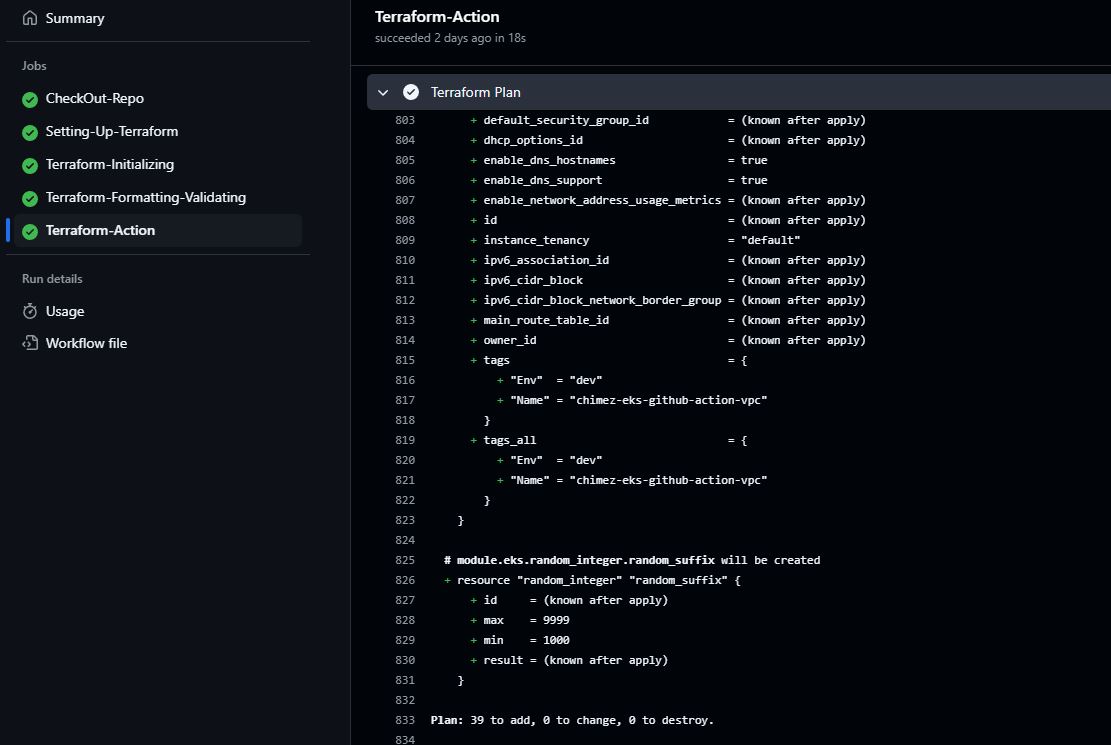 Summary
Jobs
CheckOut-Repo
Setting-Up-Terraform
Terraform-Initializing
Terraform-Formatting-Validating
Terraform-Action
Run details
Usage
Workflow file
Terraform-Action
succeeded 2 days ago in 18s
Terraform Plan
803 + default_security_group_id = (known after apply)
804 + dhcp_options_id = (known after apply)
805 + enable_dns_hostnames = true
806 + enable_dns_support = true
807 + enable_network_address_usage_metrics = (known after apply)
808 + id = (known after apply)
809 + instance_tenancy = "default"
810 + ipv6_association_id = (known after apply)
811 + ipv6_cidr_block = (known after apply)
812 + ipv6_cidr_block_network_border_group = (known after apply)
813 + main_route_table_id = (known after apply)
814 + owner_id = (known after apply)
815 + tags = {
816 + "Env" = "dev"
817 + "Name" = "chimez-eks-github-action-vpc"
818 }
819 + tags_all = {
820 + "Env" = "dev"
821 + "Name" = "chimez-eks-github-action-vpc"
822 }
823 }
824
825 # module.eks.random_integer.random_suffix will be created
826 + resource "random_integer" "random_suffix" {
827 + id = (known after apply)
828 + max = 9999
829 + min = 1000
830 + result = (known after apply)
831 }
832
833 Plan: 39 to add, 0 to change, 0 to destroy.
834